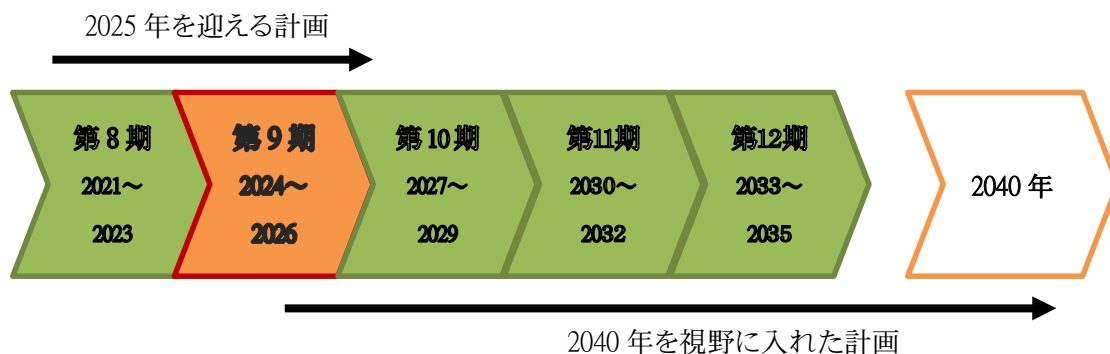 2025 年を迎える計画
第 8 期
2021～
2023
第 9 期
2024～
2026
第 10 期
2027～
2029
第11期
2030～
2032
第12期
2033～
2035
2040 年
2040 年を視野に入れた計画